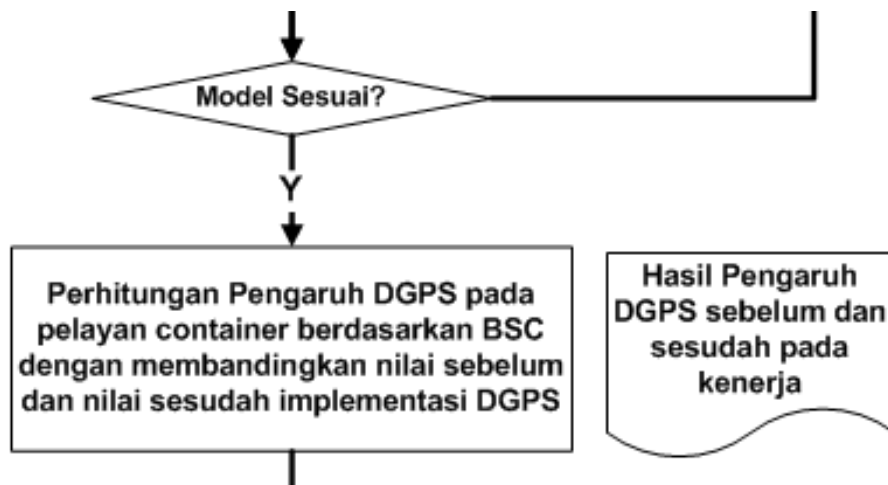 Model Sesuai?
Y
Perhitungan Pengaruh DGPS pada
pelayan container berdasarkan BSC
dengan membandingkan nilai sebelum
dan nilai sesudah implementasi DGPS
Hasil Pengaruh
DGPS sebelum dan
sesudah pada
kenerja